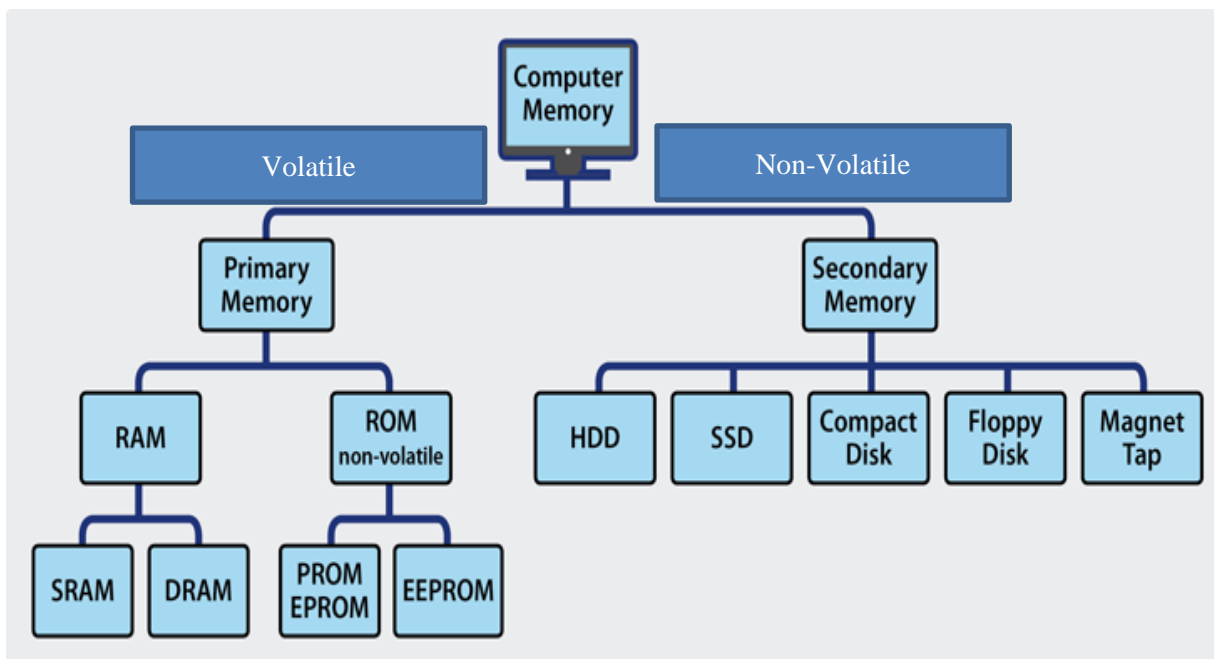 Computer
Memory
Volatile
Non-Volatile
Primary
Memory
Secondary
Memory
RAM
ROM
non-volatile
HDD
SSD
Compact
Disk
Floppy
Disk
Magnet
Tap
SRAM
DRAM
PROM
EPROM
EEPROM